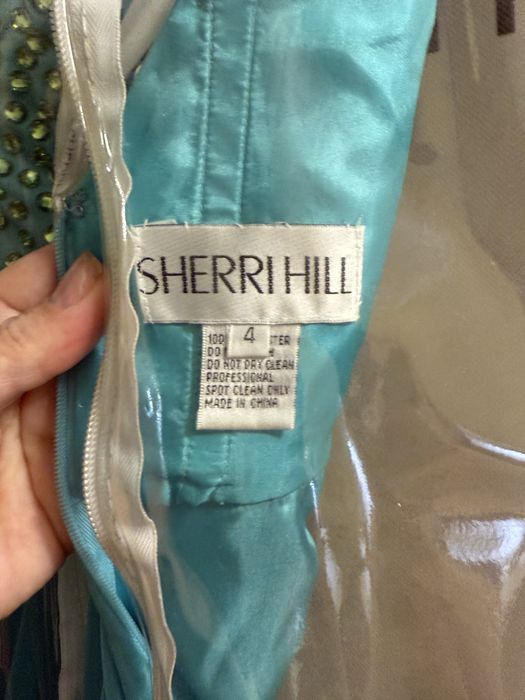 SHERRI HILL
4
DO NOT DRY CLEAN
PROFESSIONAL
SPOT CLEAN ONLY
MADE IN CHINA